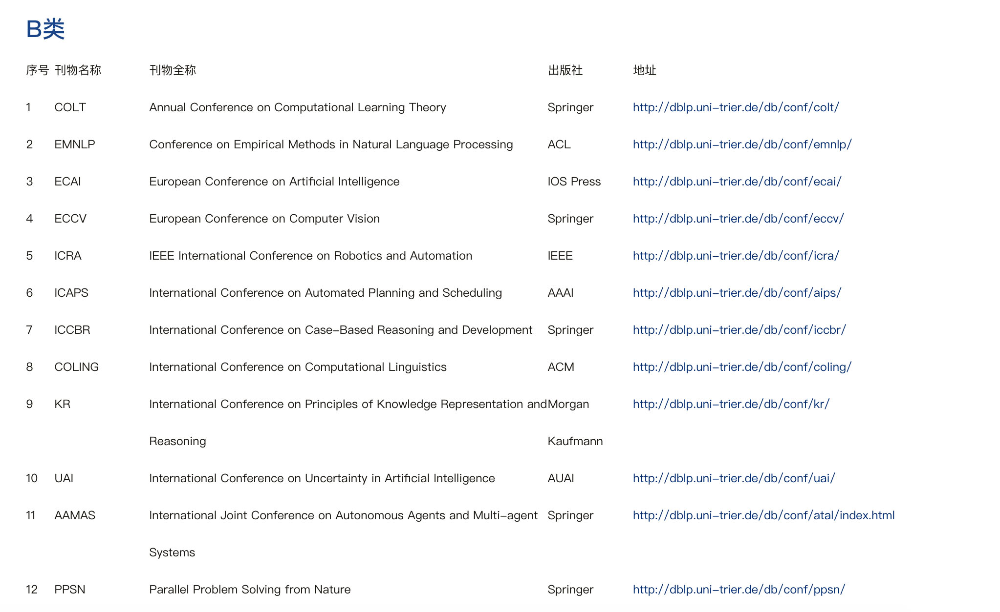 B类
序号 刊物名称 刊物全称 出版社 地址
1 COLT Annual Conference on Computational Learning Theory Springer http://dblp.uni-trier.de/db/conf/colt/
2 EMNLP Conference on Empirical Methods in Natural Language Processing ACL http://dblp.uni-trier.de/db/conf/emnlp/
3 ECAI European Conference on Artificial Intelligence IOS Press http://dblp.uni-trier.de/db/conf/ecai/
4 ECCV European Conference on Computer Vision Springer http://dblp.uni-trier.de/db/conf/eccv/
5 ICRA IEEE International Conference on Robotics and Automation IEEE http://dblp.uni-trier.de/db/conf/icra/
6 ICAPS International Conference on Automated Planning and Scheduling AAAI http://dblp.uni-trier.de/db/conf/aips/
7 ICCBR International Conference on Case-Based Reasoning and Development Springer http://dblp.uni-trier.de/db/conf/iccbr/
8 COLING International Conference on Computational Linguistics ACM http://dblp.uni-trier.de/db/conf/coling/
9 KR International Conference on Principles of Knowledge Representation and Morgan http://dblp.uni-trier.de/db/conf/kr/
Reasoning Kaufmann
10 UAI International Conference on Uncertainty in Artificial Intelligence AUAI http://dblp.uni-trier.de/db/conf/uai/
11 AAMAS International Joint Conference on Autonomous Agents and Multi-agent Springer http://dblp.uni-trier.de/db/conf/atal/index.html
Systems
12 PPSN Parallel Problem Solving from Nature Springer http://dblp.uni-trier.de/db/conf/ppsn/